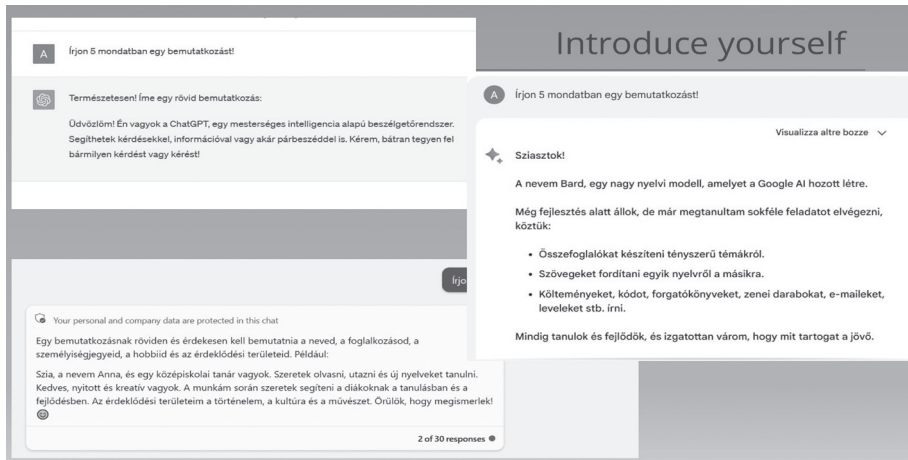 A
Írjon 5 mondatban egy bemutatkozást!
Természetesen! Íme egy rövid bemutatkozás:
Üdvözlöm! Én vagyok a ChatGPT, egy mesterséges intelligencia alapú beszélgetőrendszer.
Segíthetek kérdésekkel, információval vagy akár párbeszéddel is. Kérem, bátran tegyen fel
bármilyen kérdést vagy kérést!
Introduce yourself
A
Írjon 5 mondatban egy bemutatkozást!
Visualizza altre bozze
Sziasztok!
A nevem Bard, egy nagy nyelvi modell, amelyet a Google AI hozott létre.
Még fejlesztés alatt állok, de már megtanultam sokféle feladatot elvégezni,
köztük:
• Összefoglalókat készíteni tényszerű témákról.
• Szövegeket fordítani egyik nyelvről a másikra.
• Költeményeket, kódot, forgatókönyveket, zenei darabokat, e-maileket,
leveleket stb. írni.
Mindig tanulok és fejlődök, és izgatottan várom, hogy mit tartogat a jövő.
Your personal and company data are protected in this chat
Egy bemutatkozásnak röviden és érdekesen kell bemutatnia a neved, a foglalkozásod, a
személyiségjegyeid, a hobbiid és az érdeklődési területeid. Például:
Szia, a nevem Anna, és egy középiskolai tanár vagyok. Szeretek olvasni, utazni és új nyelveket tanulni.
Kedves, nyitott és kreatív vagyok. A munkám során szeretek segíteni a diákoknak a tanulásban és a
fejlődésben. Az érdeklődési területeim a történelem, a kultúra és a művészet. Örülök, hogy megismerlek!
2 of 30 responses